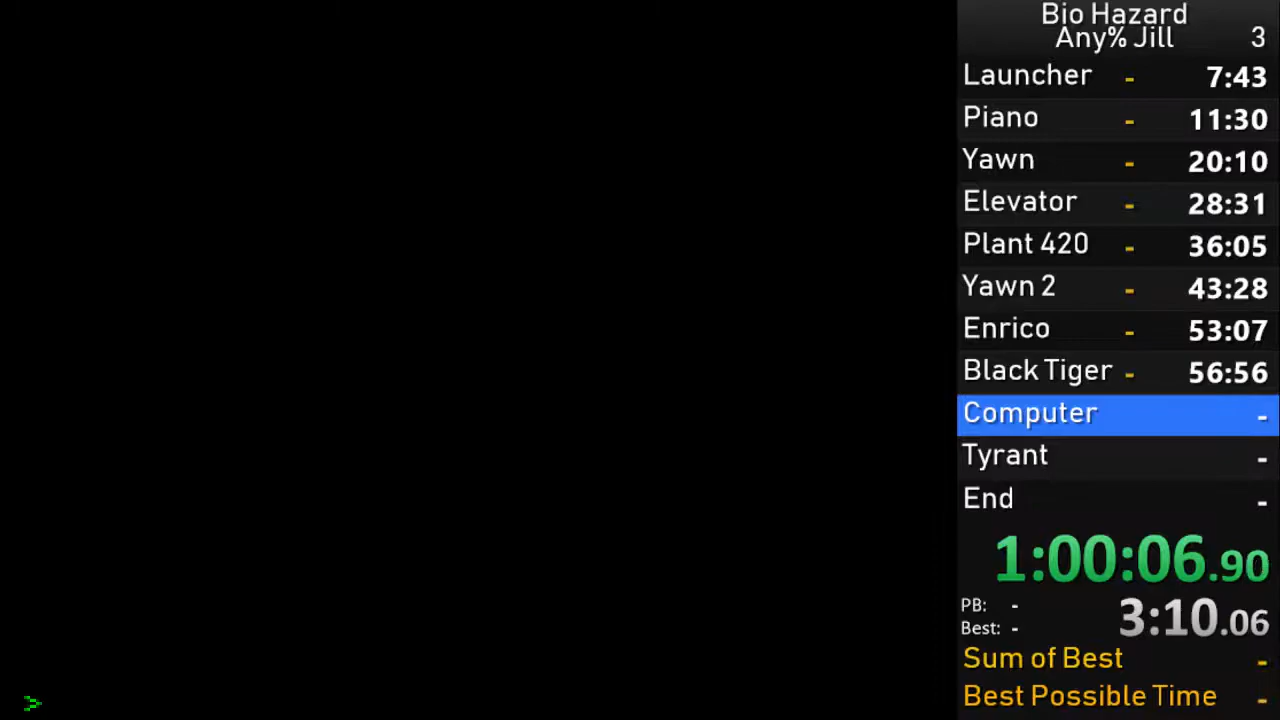 Bio Hazard
Any% Jill 3
Launcher - 7:43
Piano - 11:30
Yawn - 20:10
Elevator - 28:31
Plant 420 - 36:05
Yawn 2 - 43:28
Enrico - 53:07
Black Tiger - 56:56
Computer -
Tyrant -
End -
1:00:06.90
PB: - 3:10.06
Best: -
Sum of Best -
Best Possible Time -
>